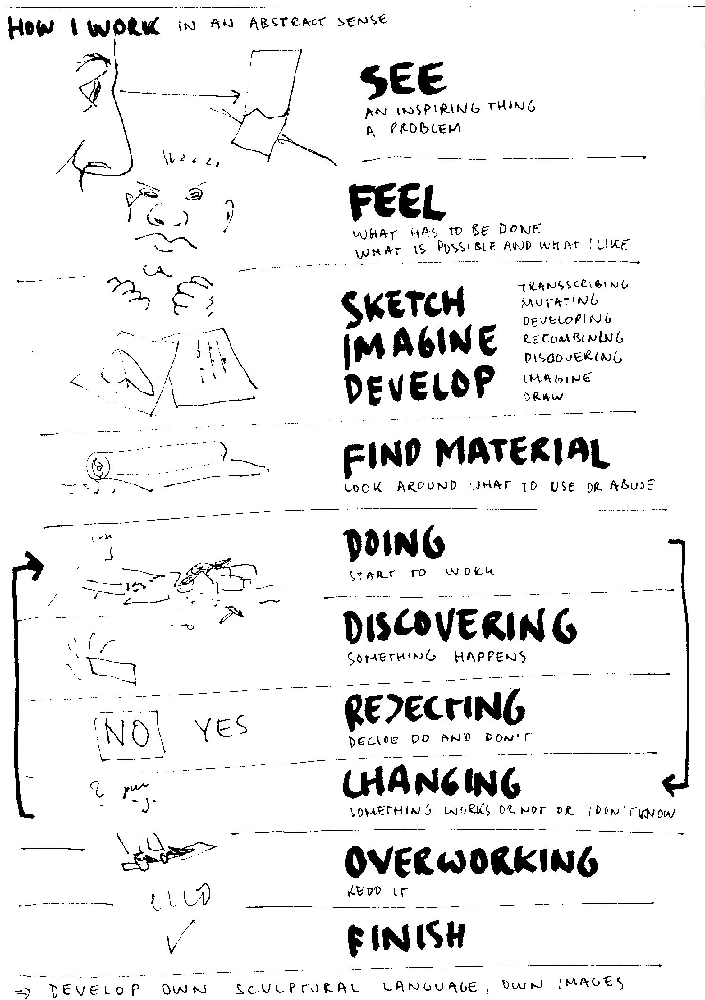 HOW I WORK IN AN ABSTRACT SENSE
SEE
AN INSPIRING THING
A PROBLEM
FEEL
WHAT HAS TO BE DONE
WHAT IS POSSIBLE AND WHAT I LIKE
SKETCH
IMAGINE
DEVELOP
TRANSSCRIBING
MUTATING
DEVELOPING
RECOMBINING
DISCOVERING
IMAGINE
DRAW
FIND MATERIAL
LOOK AROUND WHAT TO USE OR ABUSE
DOING
START TO WORK
DISCOVERING
SOMETHING HAPPENS
NO YES
REJECTING
DECIDE DO AND DON'T
?
CHANGING
SOMETHING WORKS OR NOT OR I DON'T KNOW
OVERWORKING
IT
FINISH
⇒ DEVELOP OWN SCULPTURAL LANGUAGE, OWN IMAGES